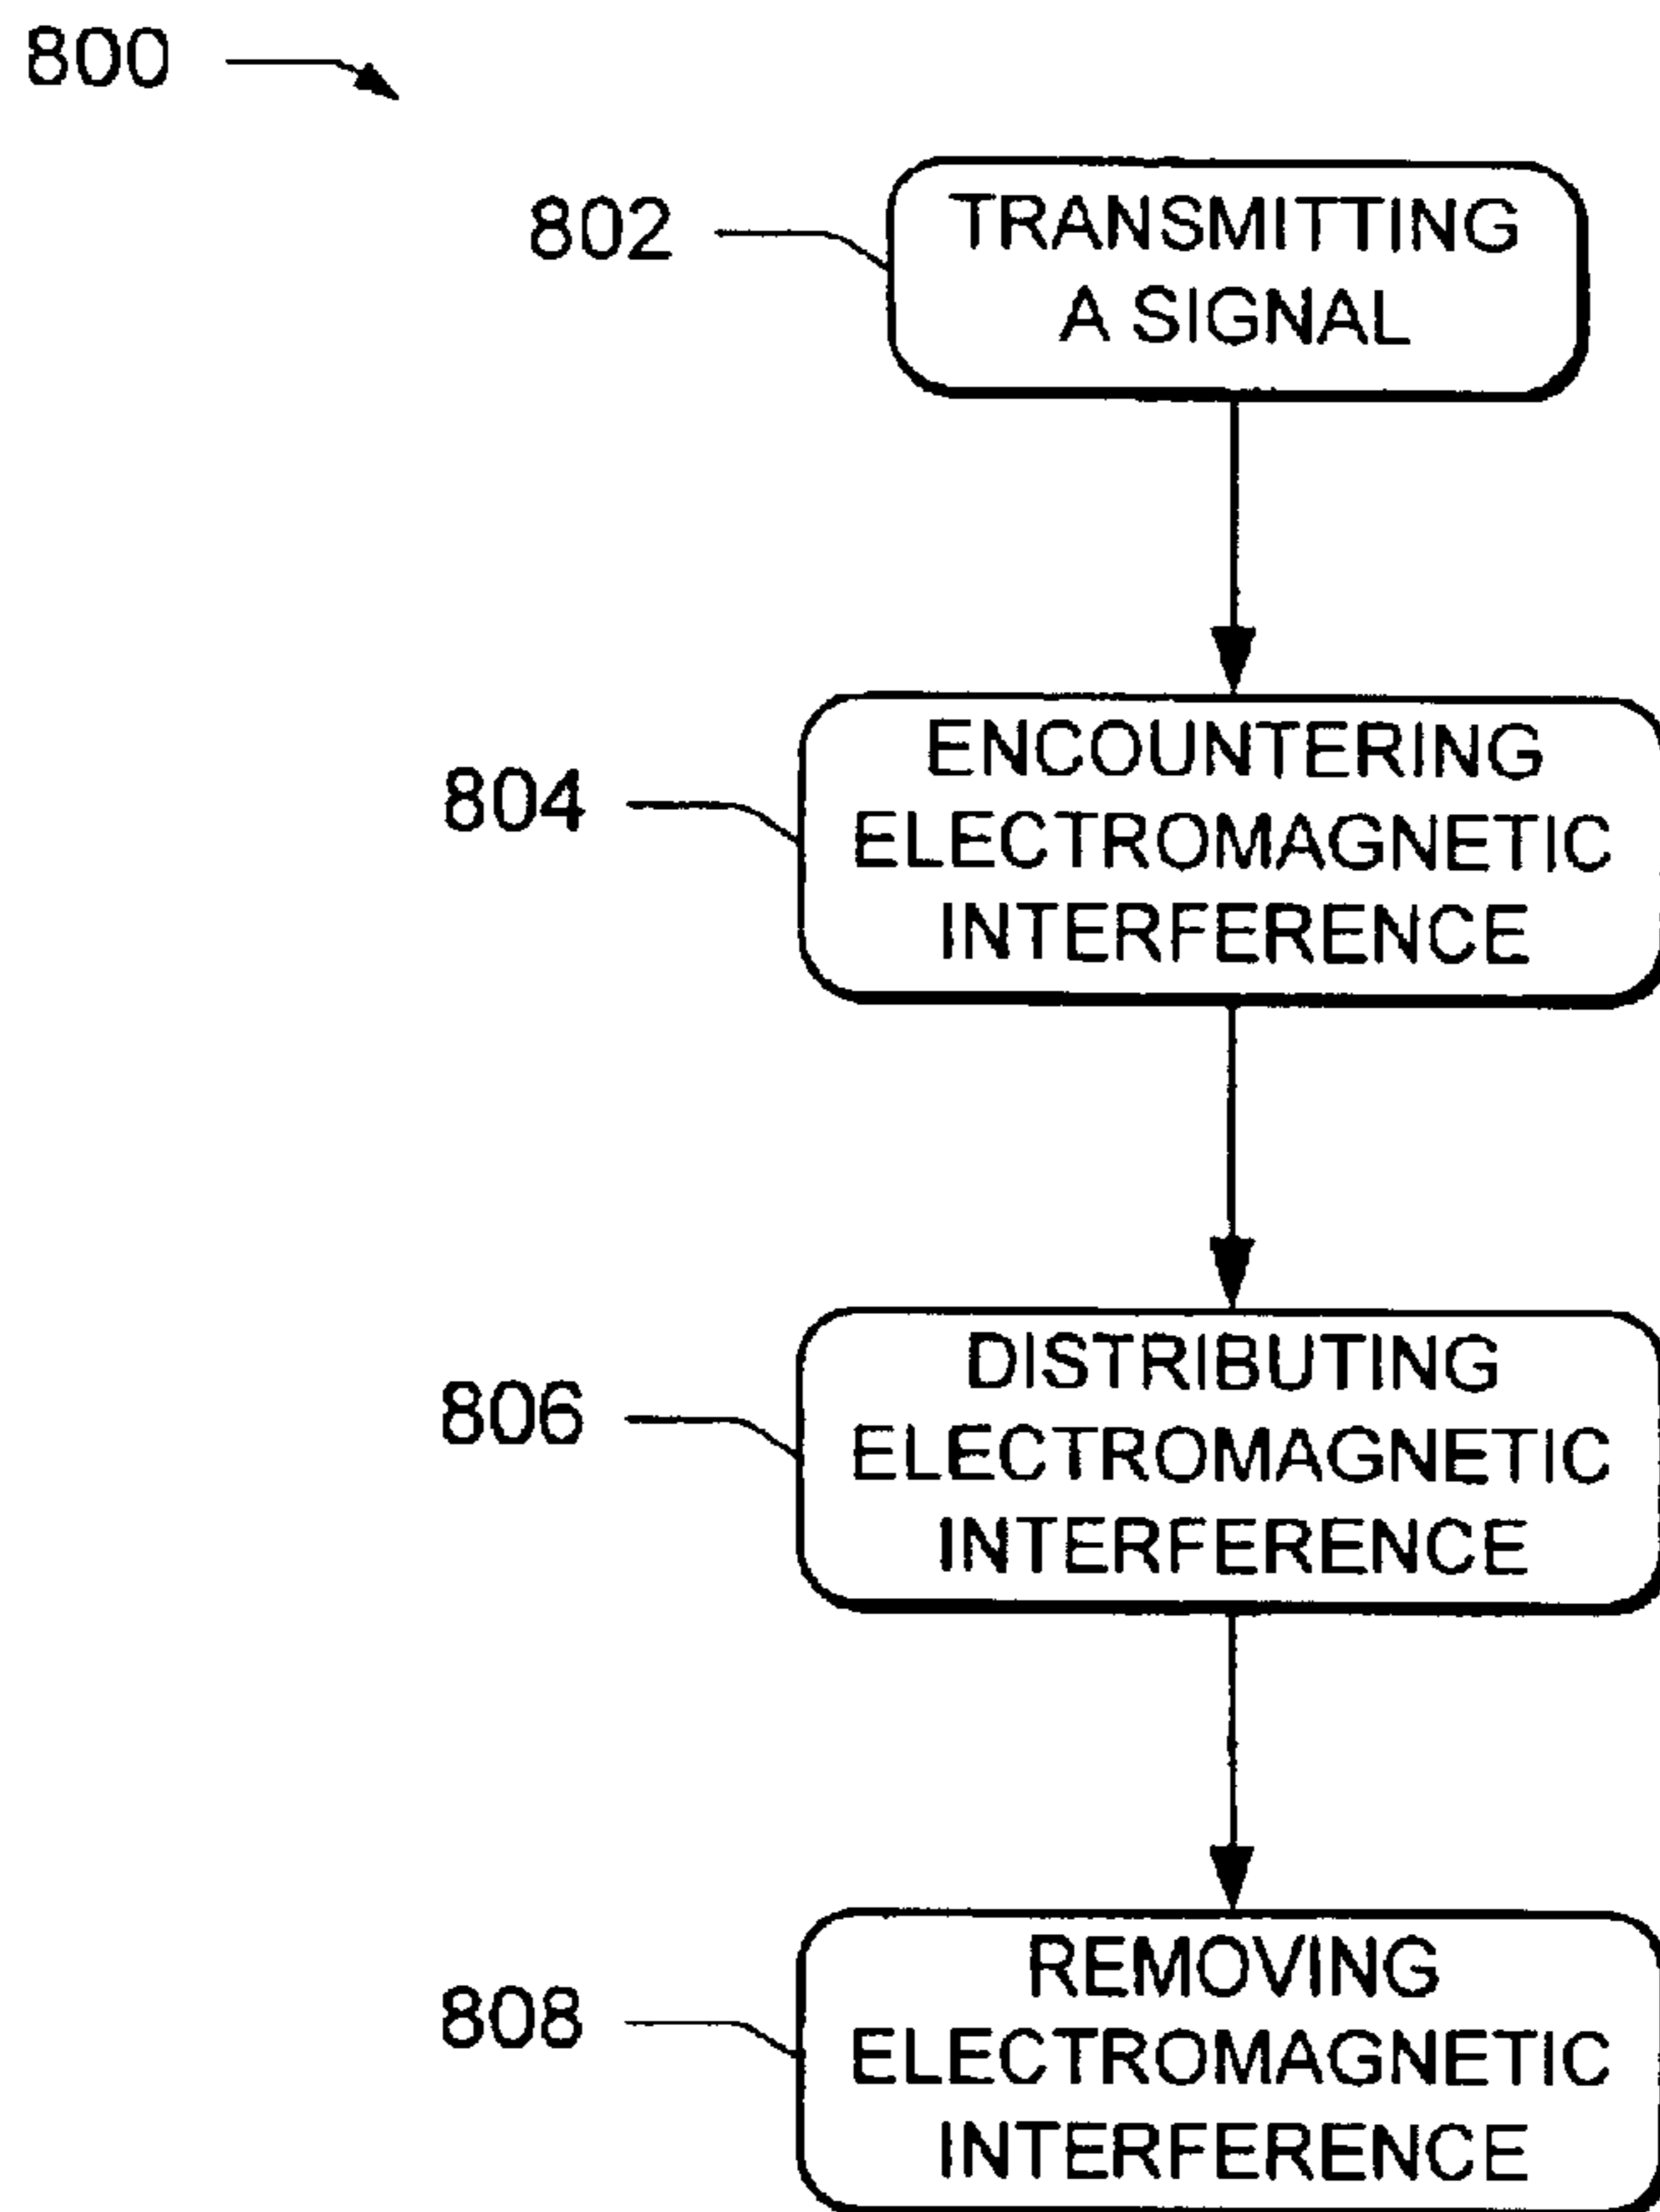 800
802
TRANSMITTING
A SIGNAL
804
ENCOUNTERING
ELECTROMAGNETIC
INTERFERENCE
806
DISTRIBUTING
ELECTROMAGNETIC
INTERFERENCE
808
REMOVING
ELECTROMAGNETIC
INTERFERENCE